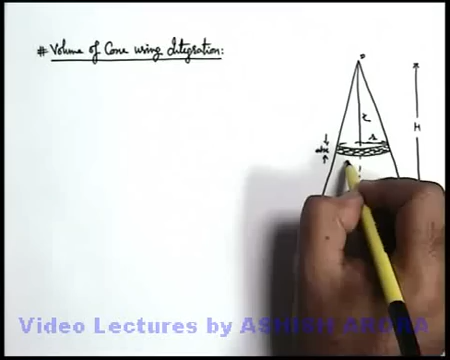 # Volume of Cone using Integration:
x
dx
H
Video Lectures by ASHISH ARORA